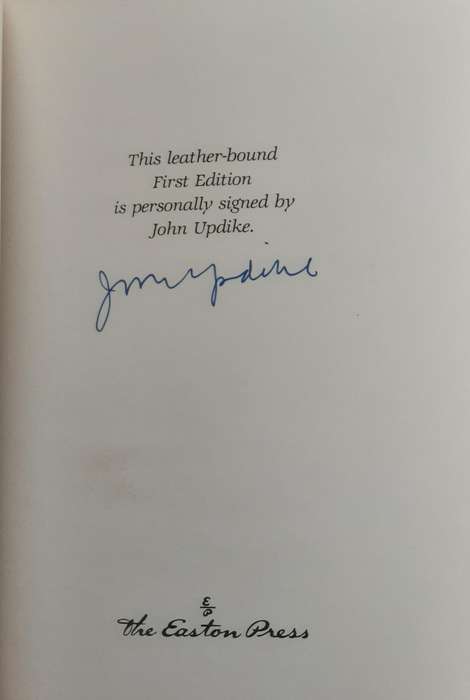 This leather-bound
First Edition
is personally signed by
John Updike.
John Updike
E
P
The Easton Press